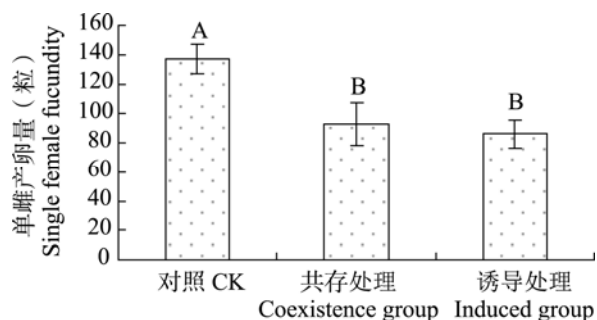 单雌产卵量（粒）
Single female fucundity
160
140
120
100
80
60
40
20
0
A
B
B
对照 CK
共存处理
Coexistence group
诱导处理
Induced group